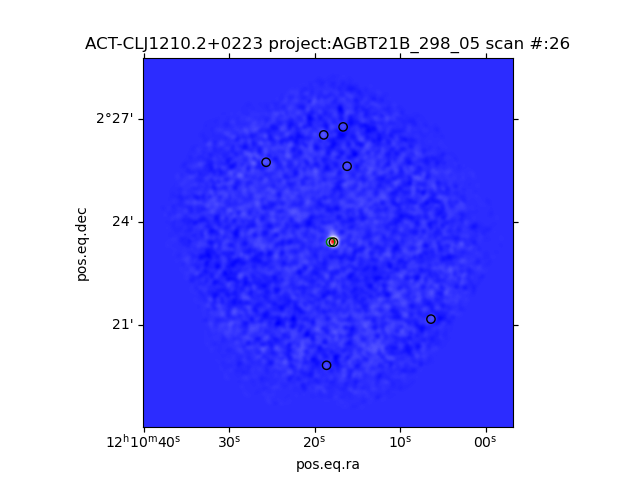 ACT-CLJ1210.2+0223 project:AGBT21B_298_05 scan #:26
2°27'
24'
21'
pos.eq.dec
12h10m40s 30s 20s 10s 00s
pos.eq.ra